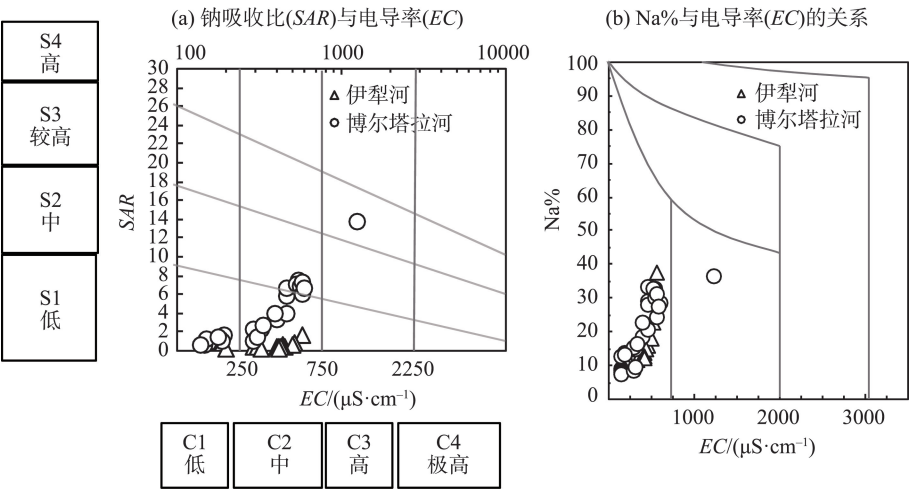 (a) 钠吸收比(SAR)与电导率(EC)
100 1000 10000
S4
高
S3
较高
S2
中
S1
低
SAR
30
28
26
24
22
20
18
16
14
12
10
8
6
4
2
0
伊犁河
博尔塔拉河
250 750 2250
EC/(μS·cm⁻¹)
C1
低
C2
中
C3
高
C4
极高
(b) Na%与电导率(EC)的关系
Na%
100
90
80
70
60
50
40
30
20
10
0
伊犁河
博尔塔拉河
1000 2000 3000
EC/(μS·cm⁻¹)